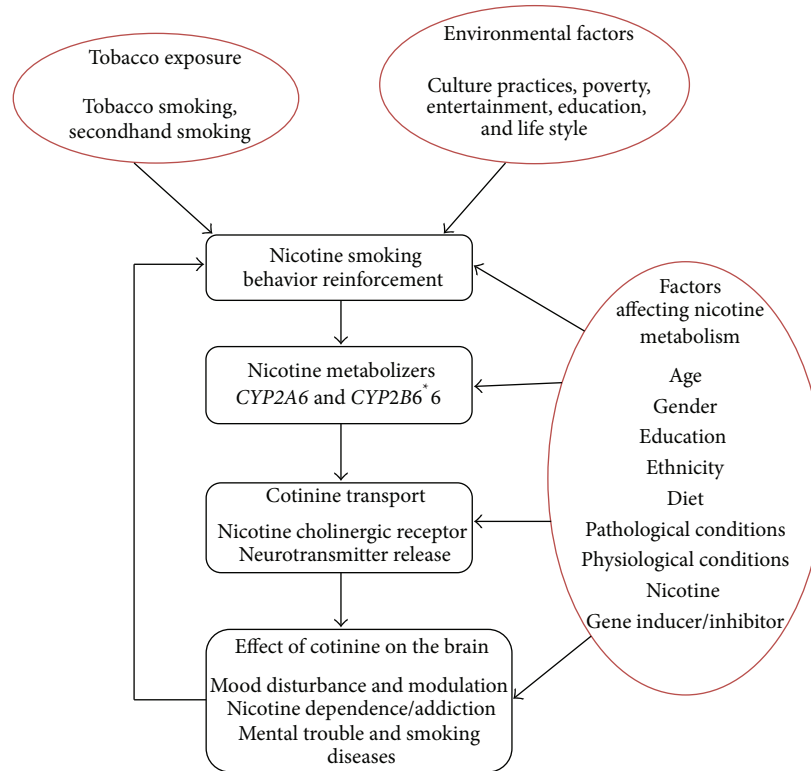 Tobacco exposure
Tobacco smoking,
secondhand smoking
Environmental factors
Culture practices, poverty,
entertainment, education,
and life style
Nicotine smoking
behavior reinforcement
Nicotine metabolizers
CYP2A6 and CYP2B6*6
Cotinine transport
Nicotine cholinergic receptor
Neurotransmitter release
Effect of cotinine on the brain
Mood disturbance and modulation
Nicotine dependence/addiction
Mental trouble and smoking
diseases
Factors
affecting nicotine
metabolism
Age
Gender
Education
Ethnicity
Diet
Pathological conditions
Physiological conditions
Nicotine
Gene inducer/inhibitor